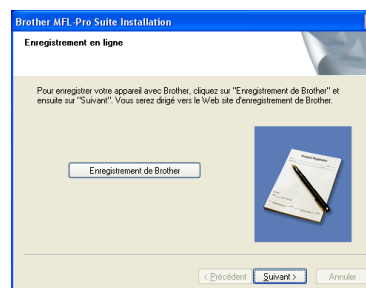 Brother MFL-Pro Suite Installation
Enregistrement en ligne
Pour enregistrer votre appareil avec Brother, cliquez sur "Enregistrement de Brother" et
ensuite sur "Suivant". Vous serez dirigé vers le Web site d'enregistrement de Brother.
Enregistrement de Brother
Product Registration
< Précédent
Suivant >
Annuler